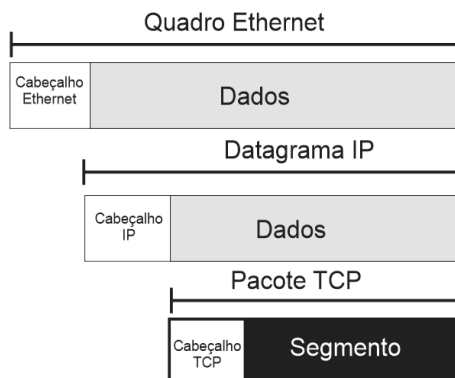 Quadro Ethernet
Cabeçalho
Ethernet
Dados
Datagrama IP
Cabeçalho
IP
Dados
Pacote TCP
Cabeçalho
TCP
Segmento